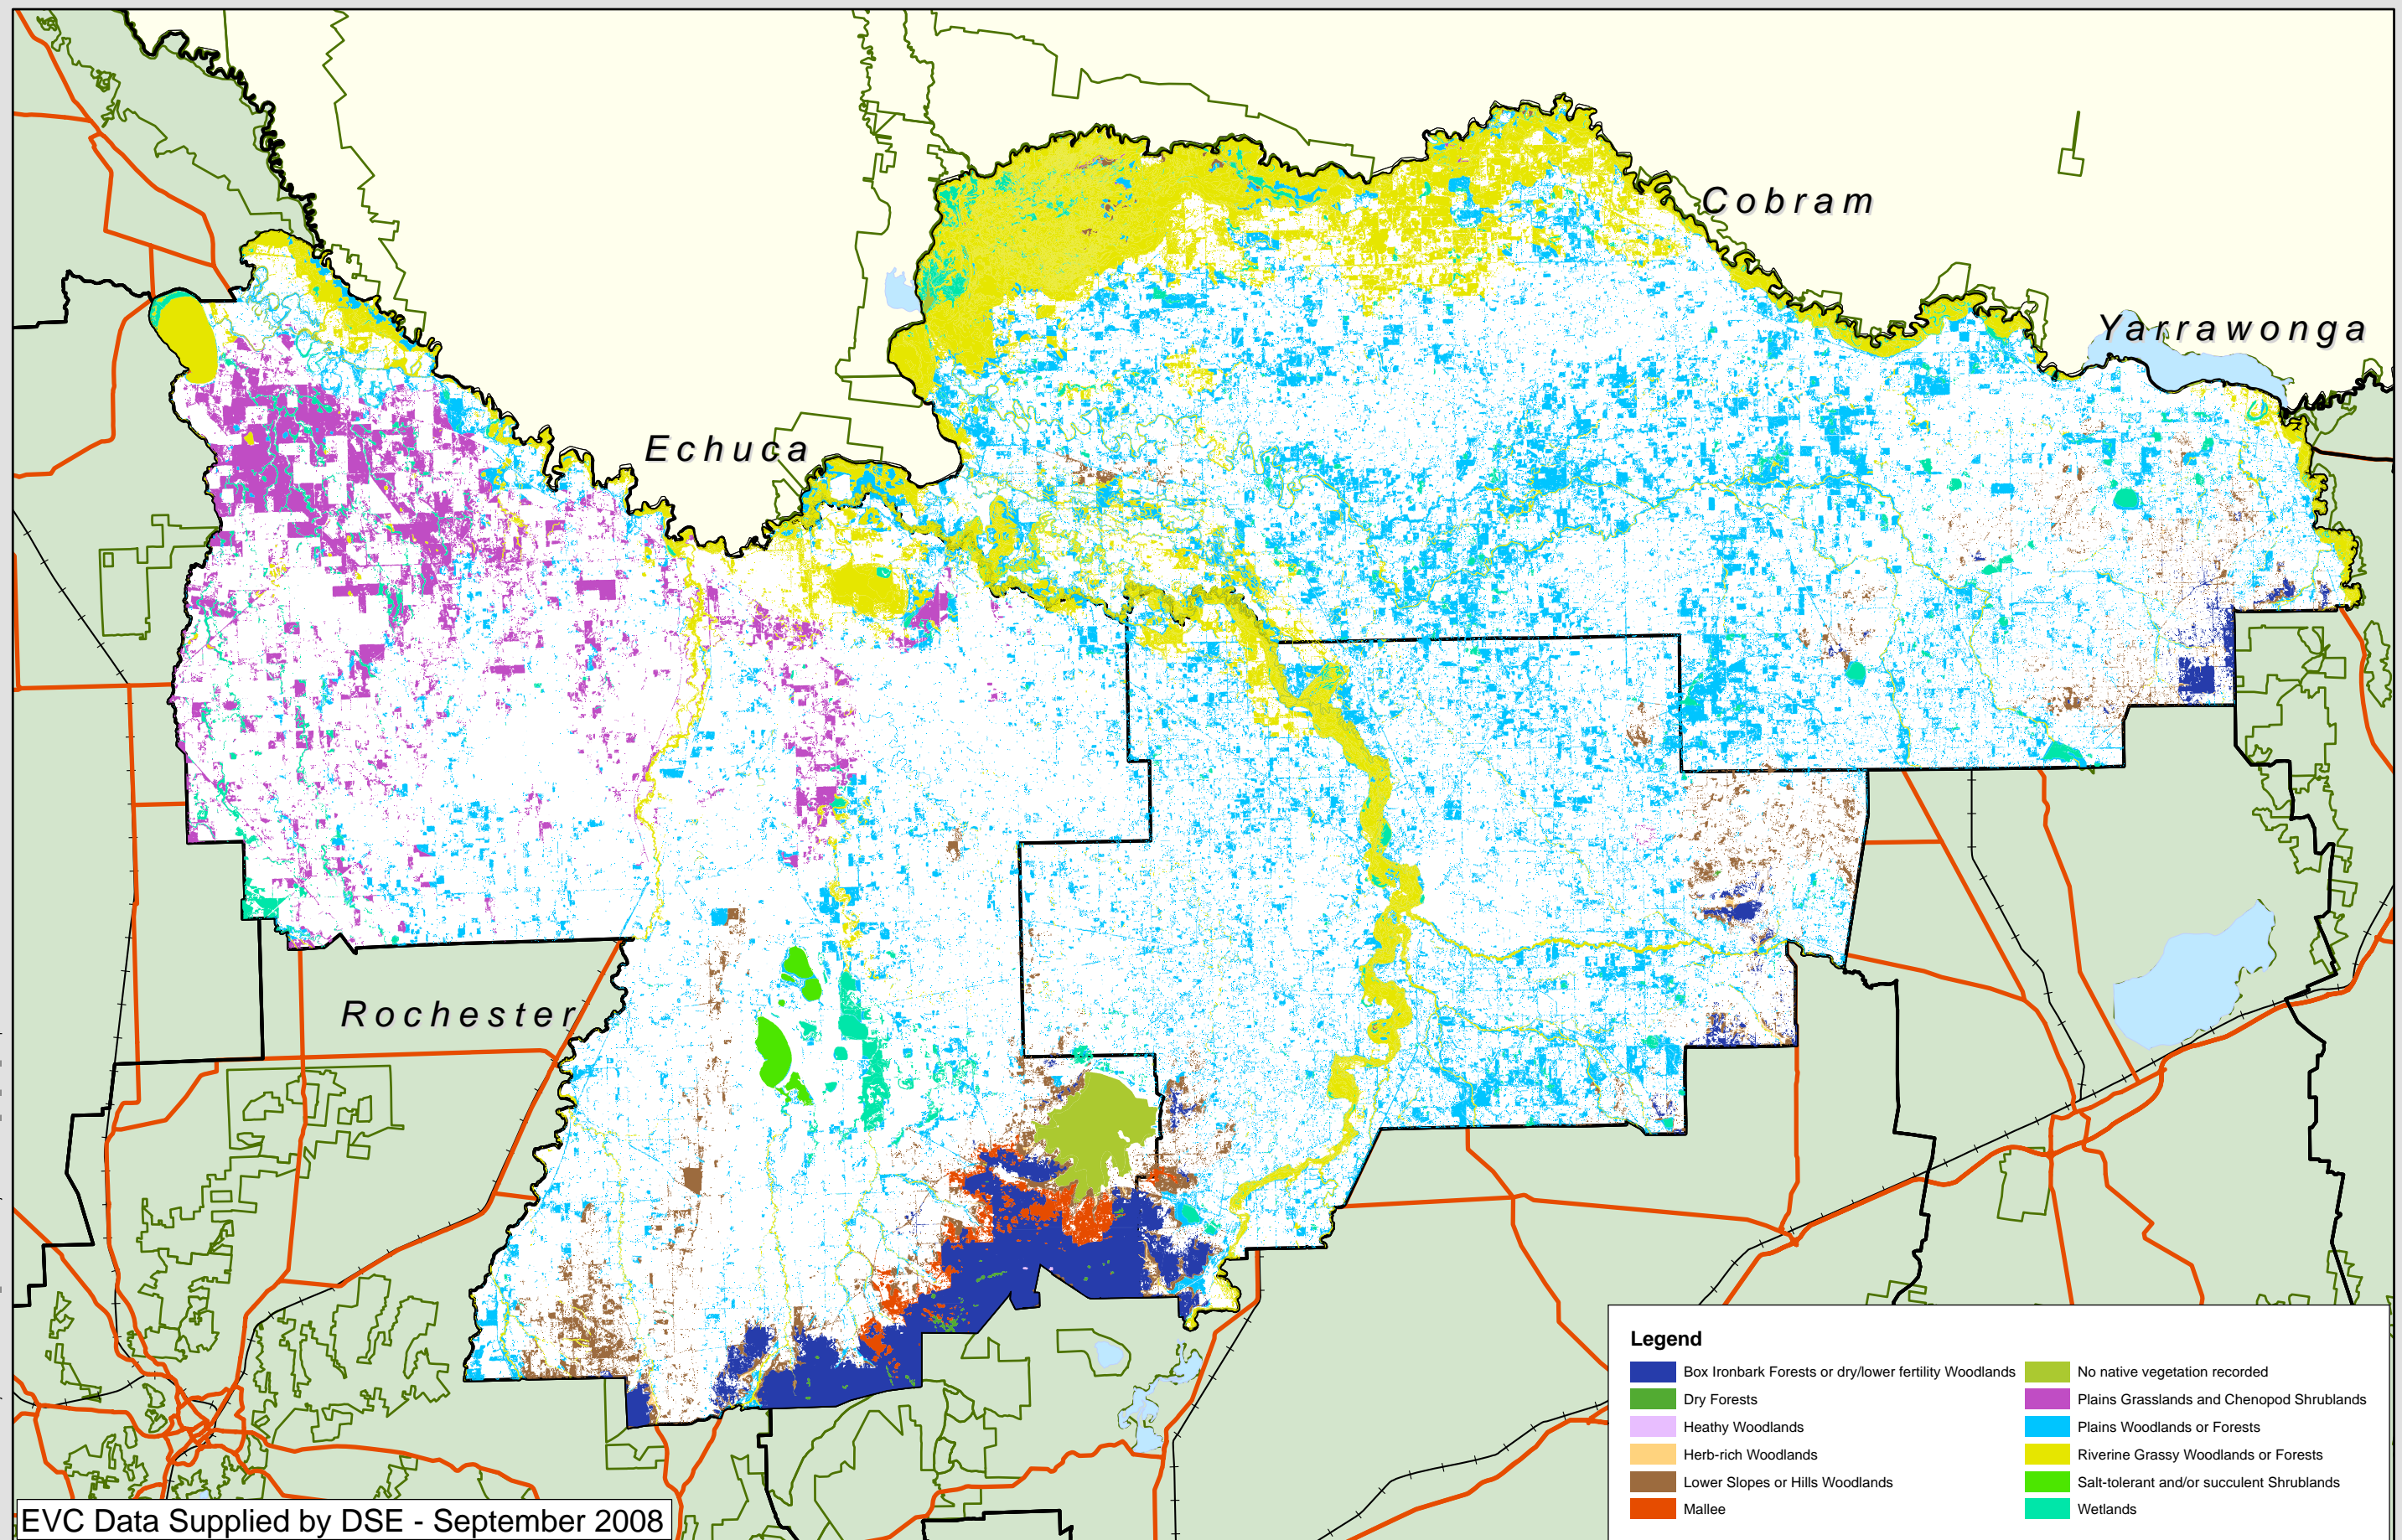 Cobram
Yarrawonga
Echuca
Rochester
Legend
Box Ironbark Forests or dry/lower fertility Woodlands
Dry Forests
Heathy Woodlands
Herb-rich Woodlands
Lower Slopes or Hills Woodlands
Mallee
No native vegetation recorded
Plains Grasslands and Chenopod Shrublands
Plains Woodlands or Forests
Riverine Grassy Woodlands or Forests
Salt-tolerant and/or succulent Shrublands
Wetlands
EVC Data Supplied by DSE - September 2008